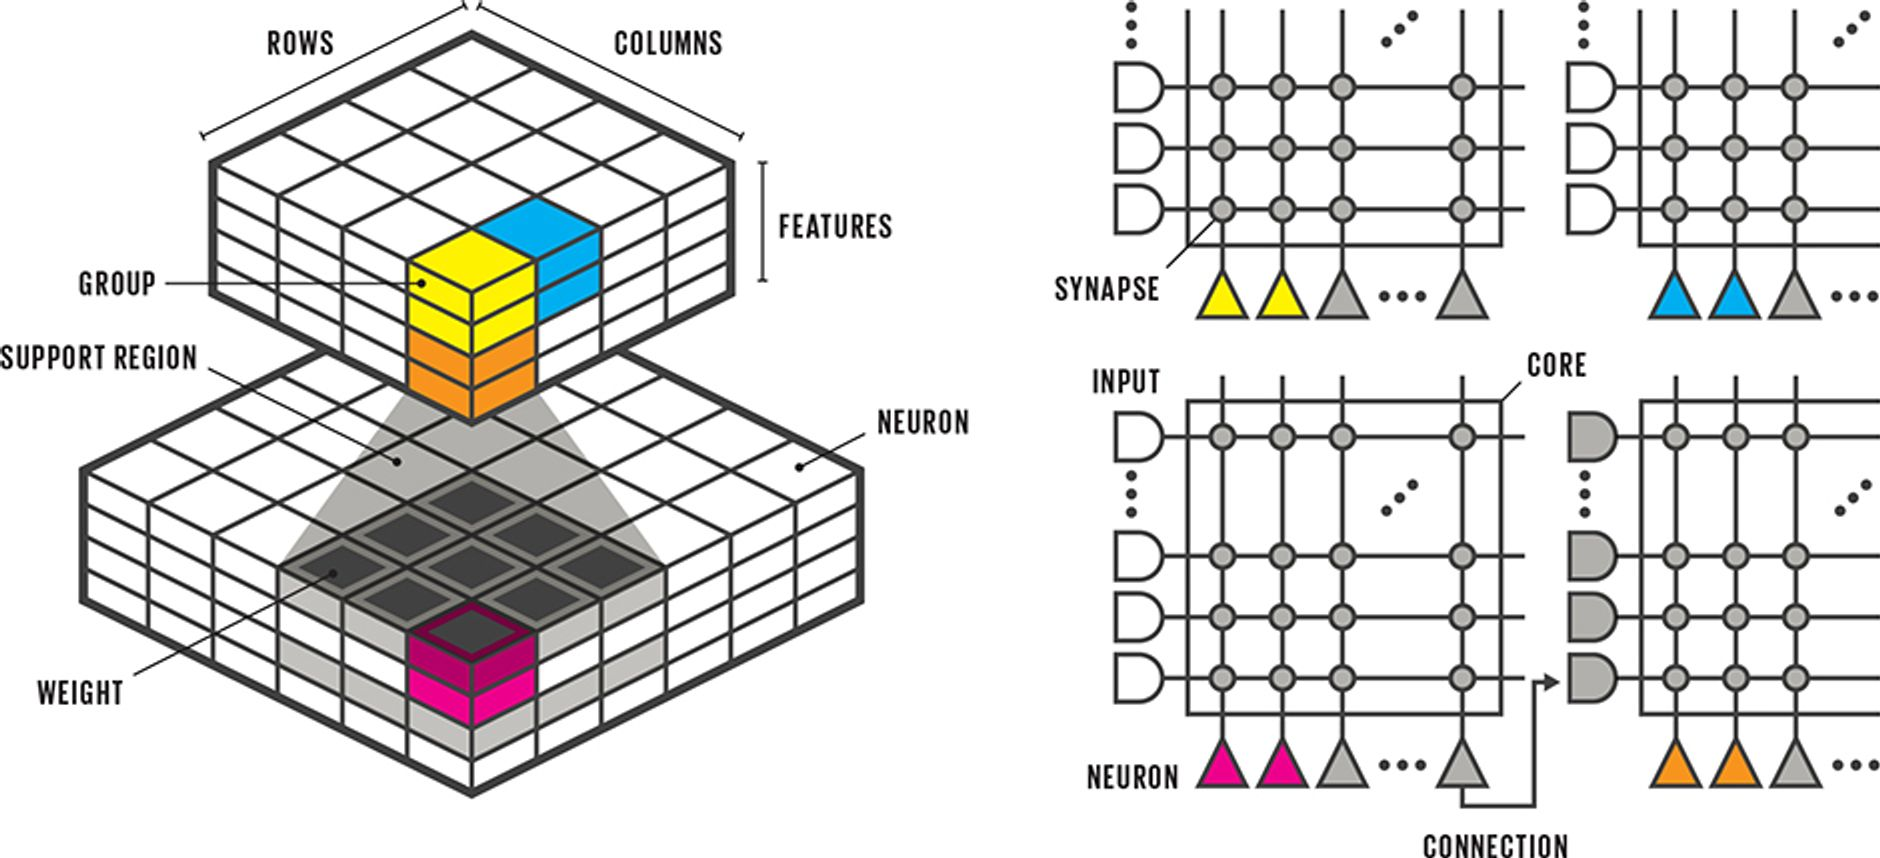 ROWS
COLUMNS
FEATURES
GROUP
SUPPORT REGION
NEURON
WEIGHT
SYNAPSE
INPUT
CORE
NEURON
CONNECTION